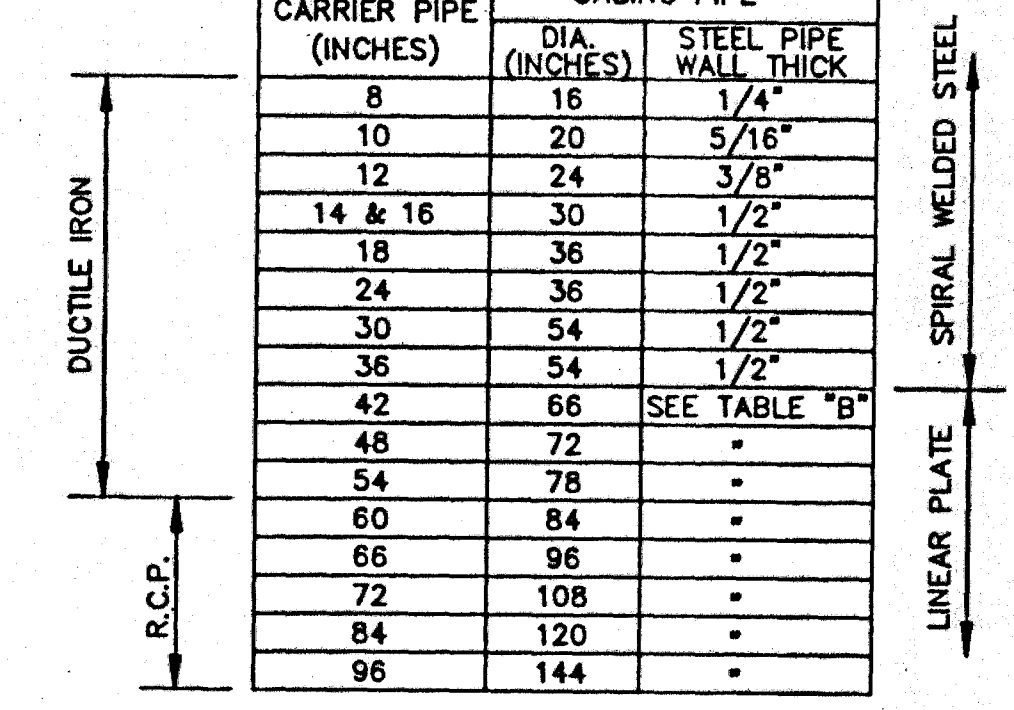 CARRIER PIPE
(INCHES)
DIA.
(INCHES)
STEEL PIPE
WALL THICK
8 16 1/4"
10 20 5/16"
12 24 3/8"
14 & 16 30 1/2"
18 36 1/2"
24 36 1/2"
30 54 1/2"
36 54 1/2"
42 66 SEE TABLE "B"
48 72 "
54 78 "
60 84 "
66 96 "
72 108 "
84 120 "
96 144 "
DUCTILE IRON
R.C.P.
SPIRAL WELDED STEEL
LINEAR PLATE